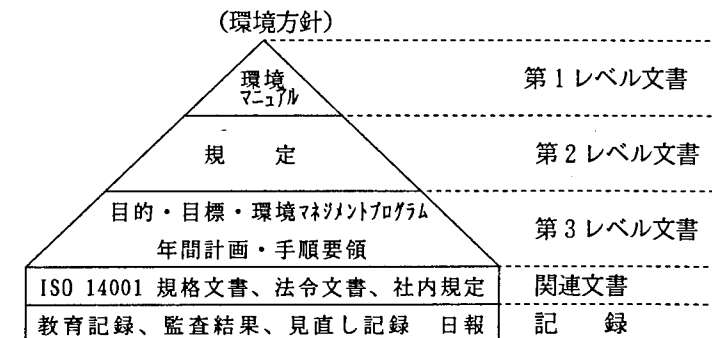 (環境方針)
環境
マニュアル
第1レベル文書
規 定
第2レベル文書
目的・目標・環境マネジメントプログラム
年間計画・手順要領
第3レベル文書
ISO 14001 規格文書、法令文書、社内規定
関連文書
教育記録、監査結果、見直し記録 日報
記 録